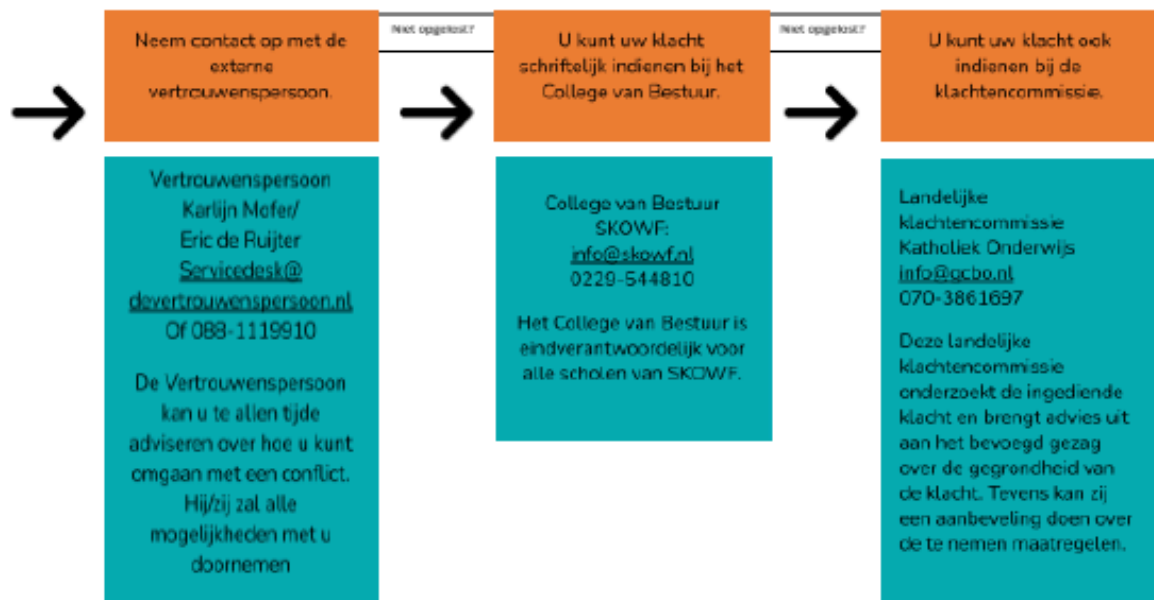 Neem contact op met de
externe
vertrouwenspersoon.
Niet opgelost?
U kunt uw klacht
schriftelijk indienen bij het
College van Bestuur.
Niet opgelost?
U kunt uw klacht ook
indienen bij de
klachtencommissie.
Vertrouwenspersoon
Karlijn Mofer/
Eric de Ruijter
Servicedesk@
devertrouwenspersoon.nl
Of 088-1119910
De Vertrouwenspersoon
kan u te allen tijde
adviseren over hoe u kunt
omgaan met een conflict.
Hij/zij zal alle
mogelijkheden met u
doornemen
College van Bestuur
SKOWF:
info@skowf.nl
0229-544810
Het College van Bestuur is
eindverantwoordelijk voor
alle scholen van SKOWF.
Landelijke
klachtencommissie
Katholiek Onderwijs
info@gcbo.nl
070-3861697
Deze landelijke
klachtencommissie
onderzoekt de ingediende
klacht en brengt advies uit
aan het bevoegd gezag
over de gegrondheid van
de klacht. Tevens kan zij
een aanbeveling doen over
de te nemen maatregelen.